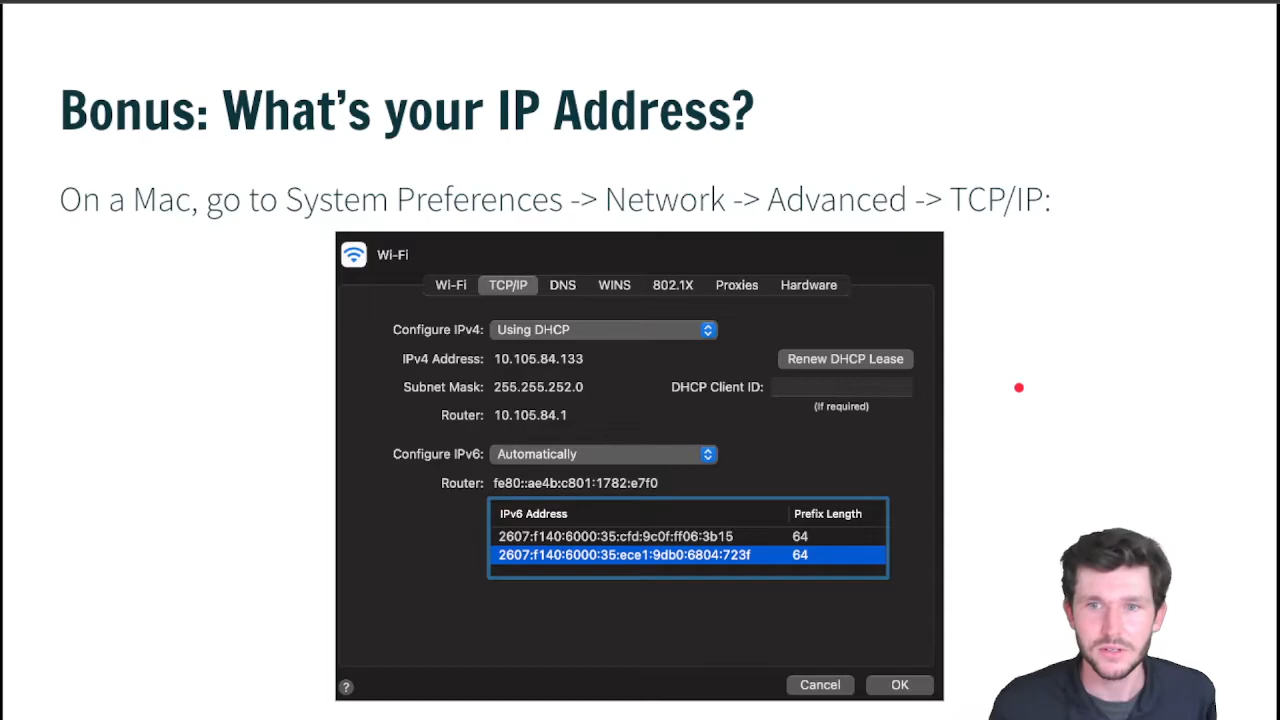 Bonus: What's your IP Address?
On a Mac, go to System Preferences -> Network -> Advanced -> TCP/IP:
Wi-Fi
Wi-Fi TCP/IP DNS WINS 802.1X Proxies Hardware
Configure IPv4: Using DHCP
IPv4 Address: 10.105.84.133 Renew DHCP Lease
Subnet Mask: 255.255.252.0 DHCP Client ID:
(If required)
Router: 10.105.84.1
Configure IPv6: Automatically
Router: fe80::ae4b:c801:1782:e7f0
IPv6 Address Prefix Length
2607:f140:6000:35:cfd:9c0f:ff06:3b15 64
2607:f140:6000:35:ece1:9db0:6804:723f 64
? Cancel OK